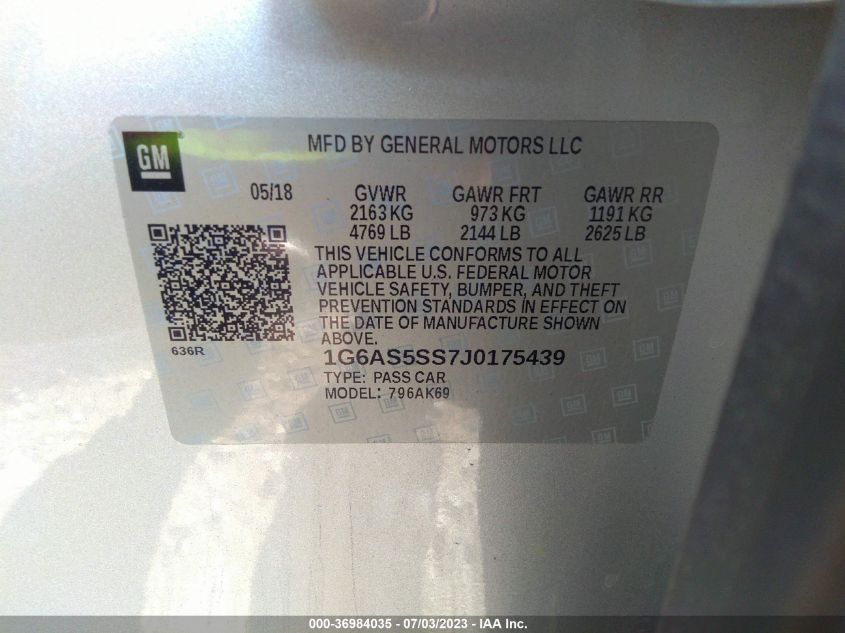 GM
MFD BY GENERAL MOTORS LLC
05/18 GVWR GAWR FRT GAWR RR
2163 KG 973 KG 1191 KG
4769 LB 2144 LB 2625 LB
THIS VEHICLE CONFORMS TO ALL
APPLICABLE U.S. FEDERAL MOTOR
VEHICLE SAFETY, BUMPER, AND THEFT
PREVENTION STANDARDS IN EFFECT ON
THE DATE OF MANUFACTURE SHOWN
ABOVE.
636R
1G6AS5SS7J0175439
TYPE: PASS CAR
MODEL: 796AK69
000-36984035 - 07/03/2023 - IAA Inc.